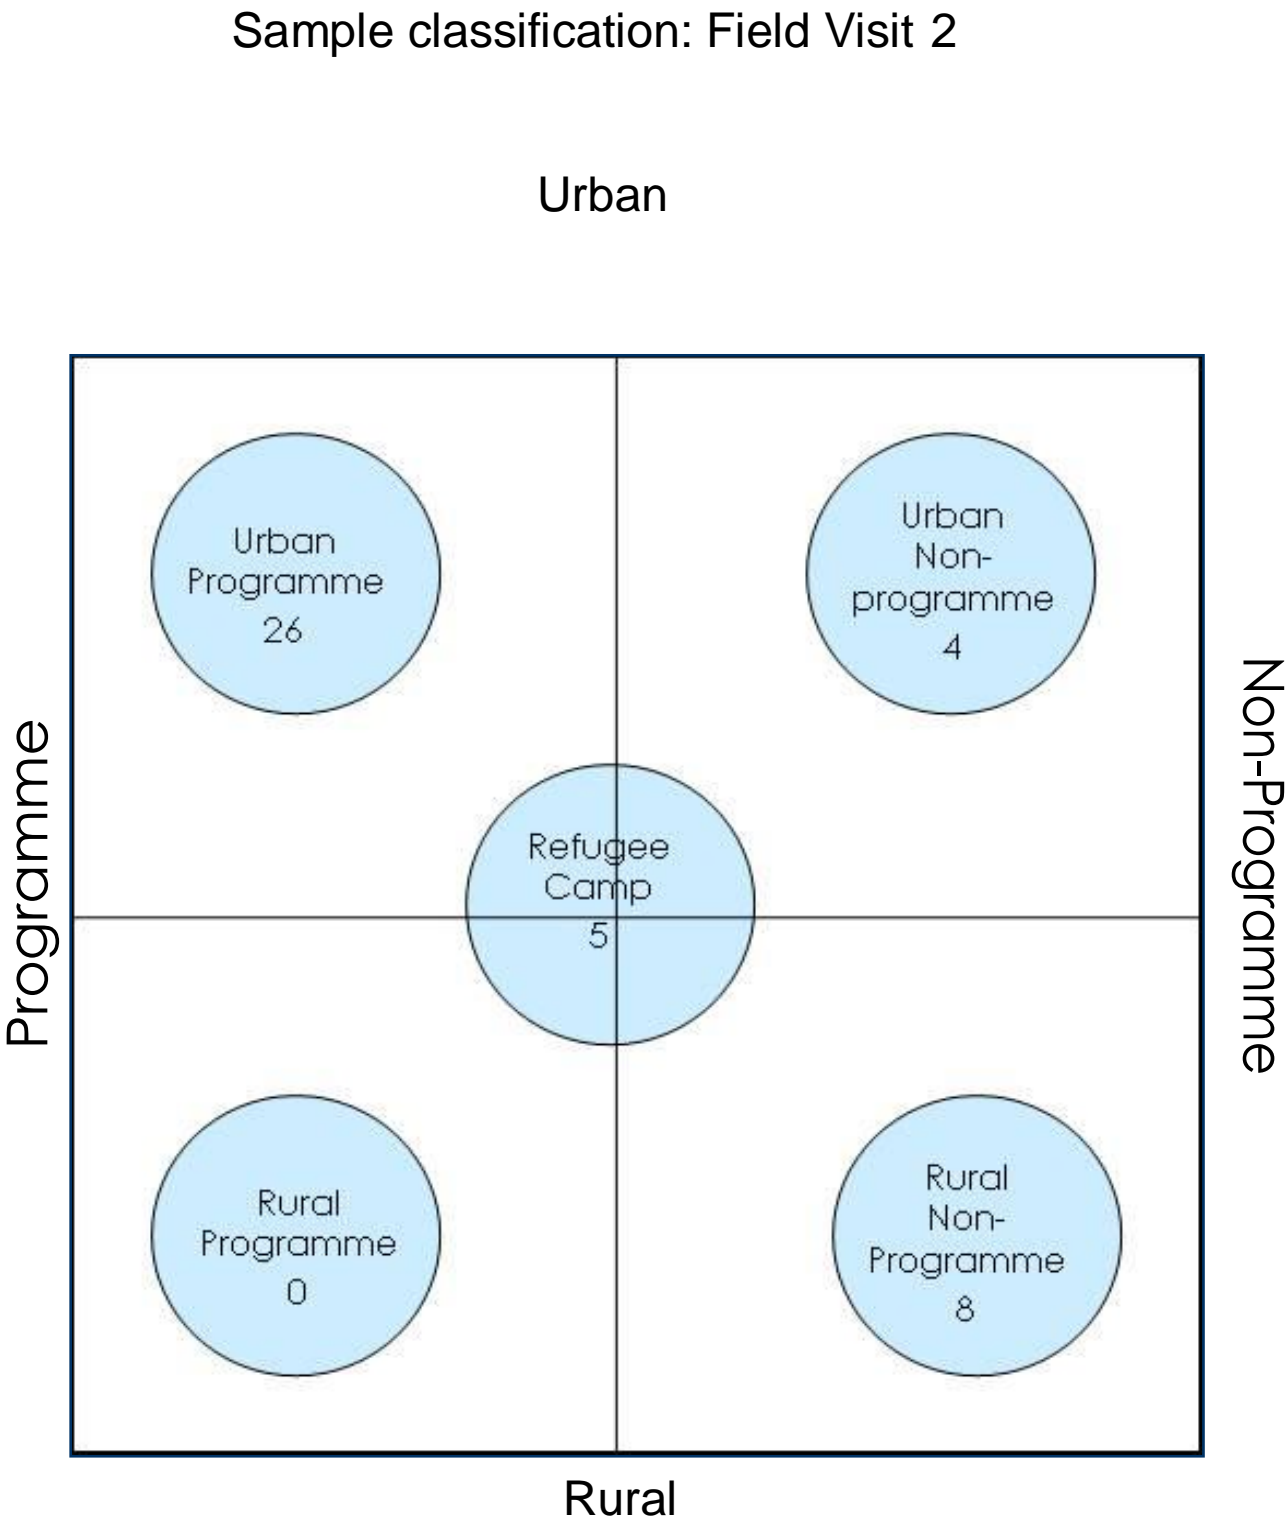 Sample classification: Field Visit 2
Urban
Urban
Programme
26
Urban
Non-
programme
4
Programme
Non-Programme
Refugee
Camp
5
Rural
Programme
0
Rural
Non-
Programme
8
Rural